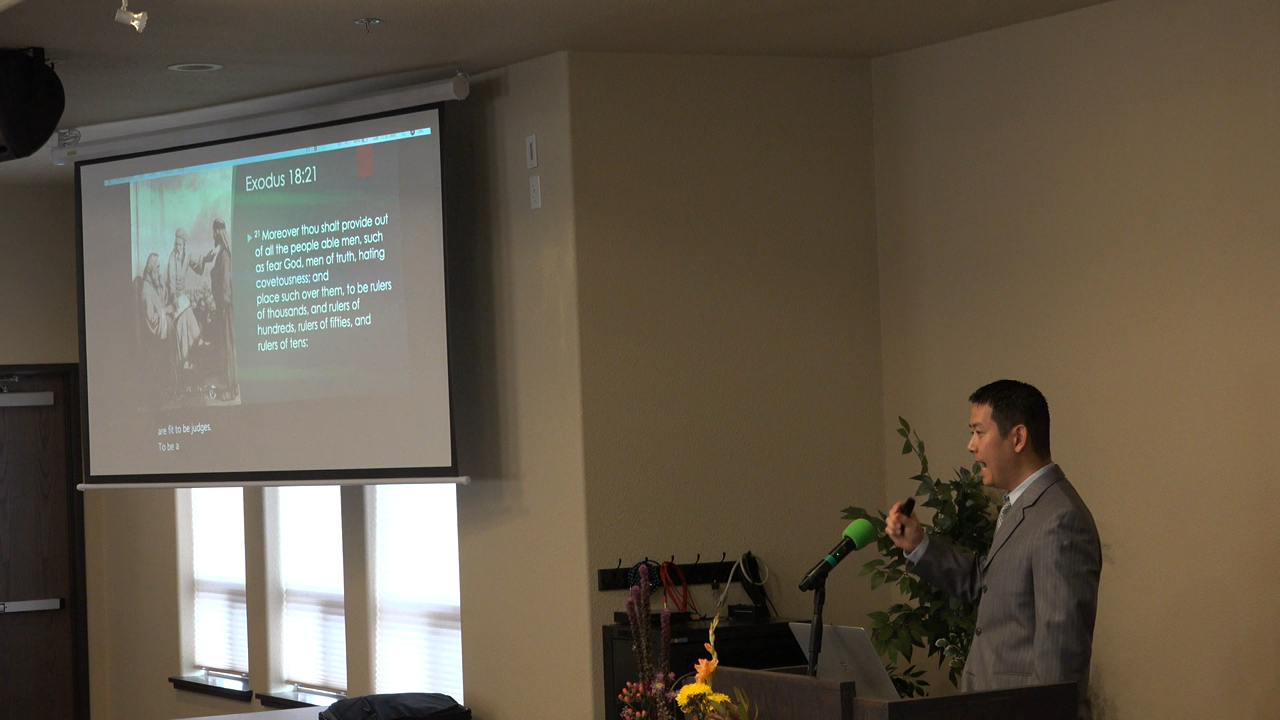 Exodus 18:21
21 Moreover thou shalt provide out
of all the people able men, such
as fear God, men of truth, hating
covetousness; and
place such over them, to be rulers
of thousands, and rulers of
hundreds, rulers of fifties, and
rulers of tens:
are fit to be judges.
To be a